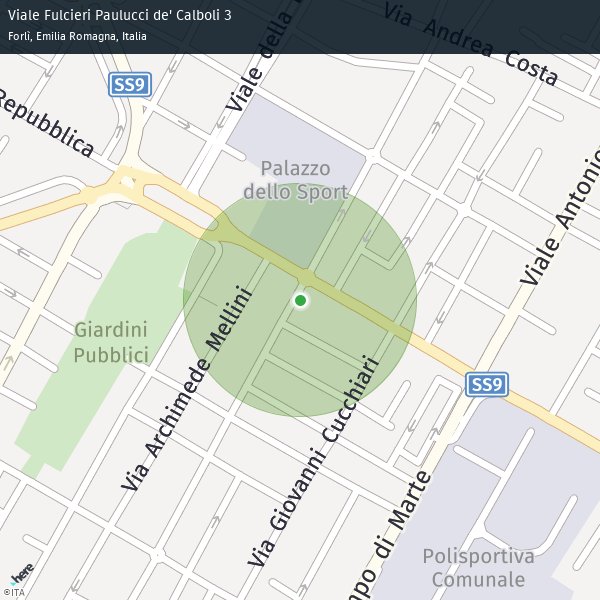 Viale Fulcieri Paulucci de' Calboli 3
Forlì, Emilia Romagna, Italia
Via Andrea Costa
Viale della
SS9
Repubblica
Palazzo
dello Sport
Viale Antonio
Giardini
Pubblici
Via Archimede Mellini
SS9
Via Giovanni Cucchiari
po di Marte
Polisportiva
Comunale
here
©ITA